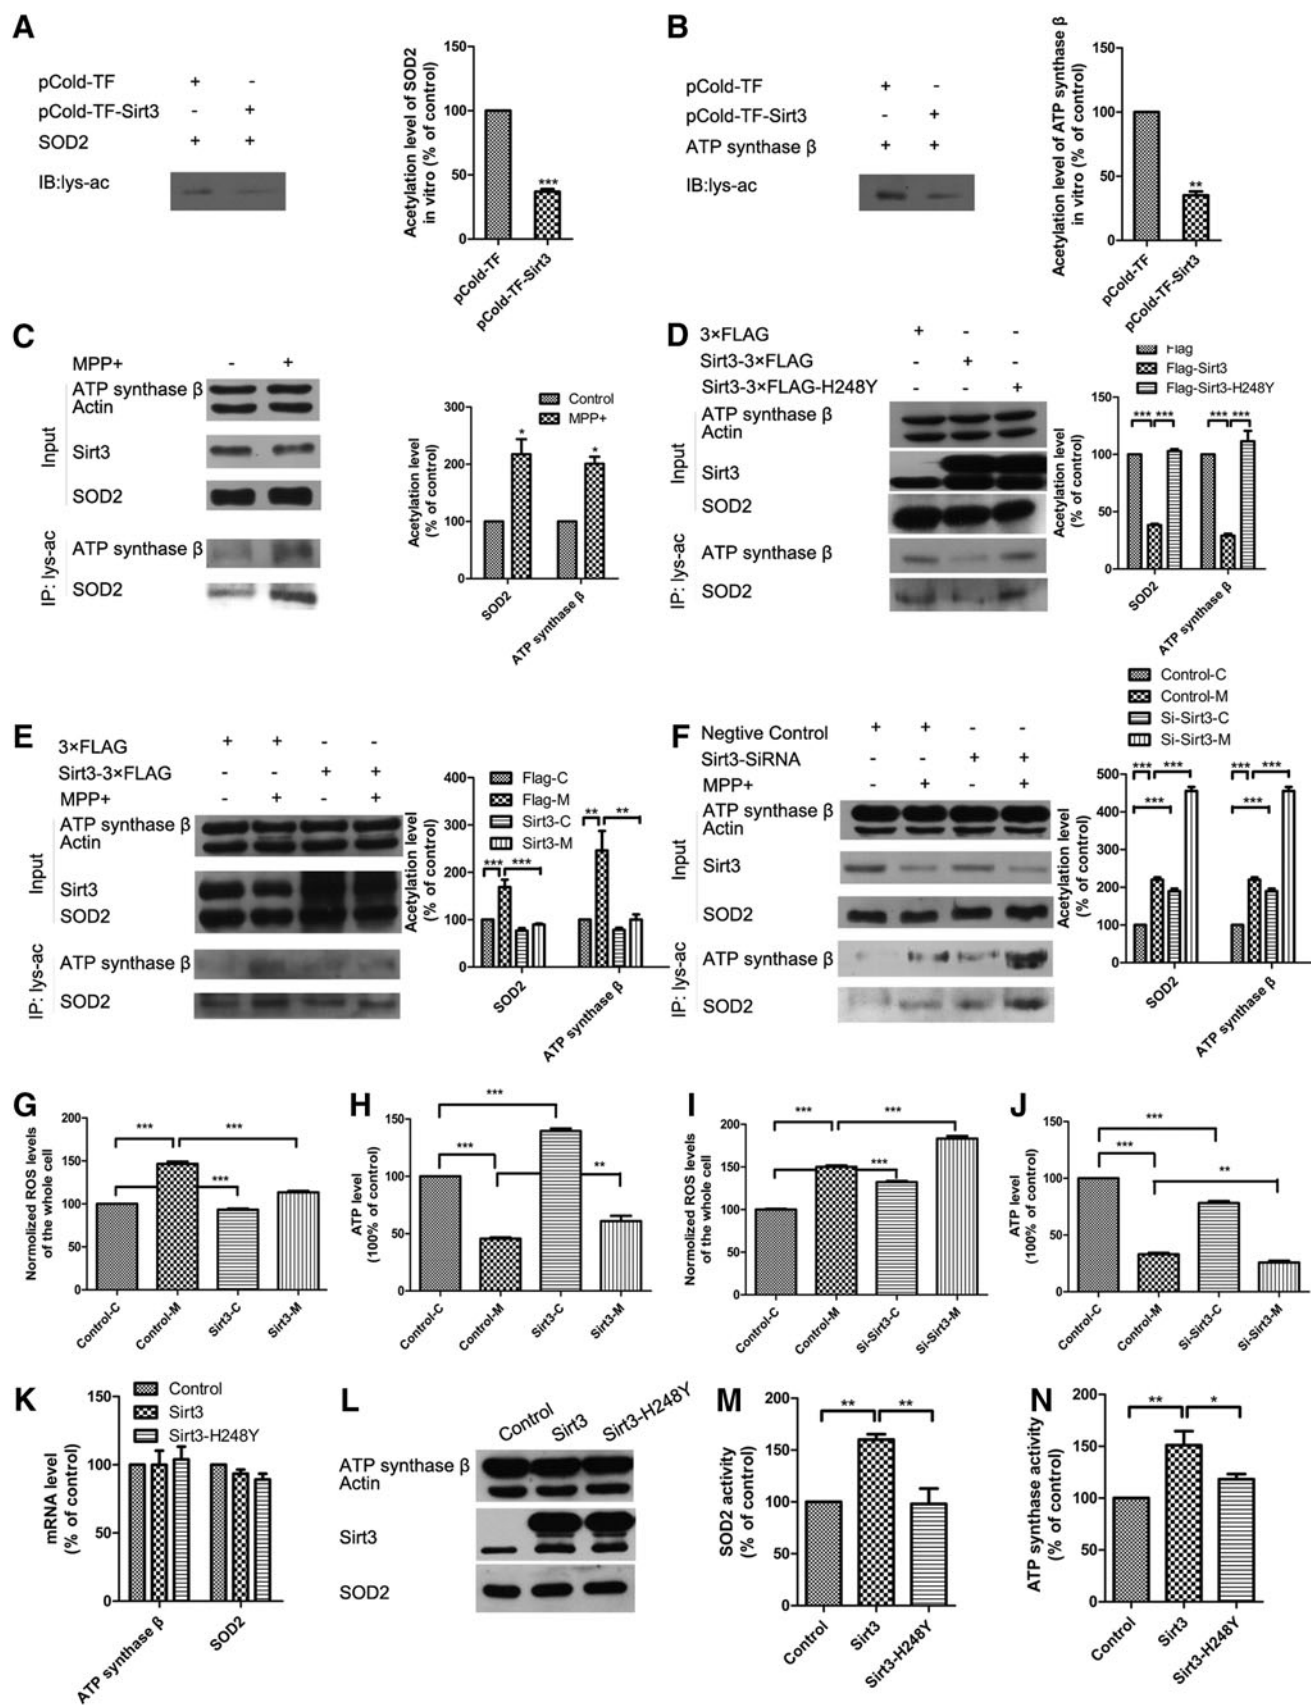 A
pCold-TF + -
pCold-TF-Sirt3 - +
SOD2 + +
IB:lys-ac
Acetylation level of SOD2
in vitro (% of control)
150
100
50
0
***
pCold-TF
pCold-TF-Sirt3
B
pCold-TF + -
pCold-TF-Sirt3 - +
ATP synthase β + +
IB:lys-ac
Acetylation level of ATP synthase β
in vitro (% of control)
150
100
50
0
**
pCold-TF
pCold-TF-Sirt3
C
MPP+ - +
Input
ATP synthase β
Actin
Sirt3
SOD2
IP: lys-ac
ATP synthase β
SOD2
Control
MPP+
Acetylation level
(% of control)
300
200
100
0
* *
SOD2
ATP synthase β
D
3×FLAG + - -
Sirt3-3×FLAG - + -
Sirt3-3×FLAG-H248Y - - +
Input
ATP synthase β
Actin
Sirt3
SOD2
IP: lys-ac
ATP synthase β
SOD2
Flag
Flag-Sirt3
Flag-Sirt3-H248Y
Acetylation level
(% of control)
150
100
50
0
*** *** *** ***
SOD2
ATP synthase β
E
3×FLAG + + - -
Sirt3-3×FLAG - - + +
MPP+ - + - +
Input
ATP synthase β
Actin
Sirt3
SOD2
IP: lys-ac
ATP synthase β
SOD2
Flag-C
Flag-M
Sirt3-C
Sirt3-M
Acetylation level
(% of control)
400
300
200
100
0
*** *** ** **
SOD2
ATP synthase β
F
Negtive Control + + - -
Sirt3-SiRNA - - + +
MPP+ - + - +
Input
ATP synthase β
Actin
Sirt3
SOD2
IP: lys-ac
ATP synthase β
SOD2
Control-C
Control-M
Si-Sirt3-C
Si-Sirt3-M
Acetylation level
(% of control)
500
400
300
200
100
0
*** *** *** ***
*** ***
SOD2
ATP synthase β
G
Normolized ROS levels
of the whole cell
200
150
100
50
0
*** ***
***
Control-C
Control-M
Sirt3-C
Sirt3-M
H
ATP level
(100% of control)
150
100
50
0
***
***
**
Control-C
Control-M
Sirt3-C
Sirt3-M
I
Normolized ROS levels
of the whole cell
200
150
100
50
0
*** ***
***
Control-C
Control-M
Si-Sirt3-C
Si-Sirt3-M
J
ATP level
(100% of control)
150
100
50
0
***
***
**
Control-C
Control-M
Si-Sirt3-C
Si-Sirt3-M
K
Control
Sirt3
Sirt3-H248Y
mRNA level
(% of control)
150
100
50
0
ATP synthase β
SOD2
L
Control
Sirt3
Sirt3-H248Y
ATP synthase β
Actin
Sirt3
SOD2
M
SOD2 activity
(% of control)
200
150
100
50
0
** **
Control
Sirt3
Sirt3-H248Y
N
ATP synthase activity
(% of control)
200
150
100
50
0
** *
Control
Sirt3
Sirt3-H248Y